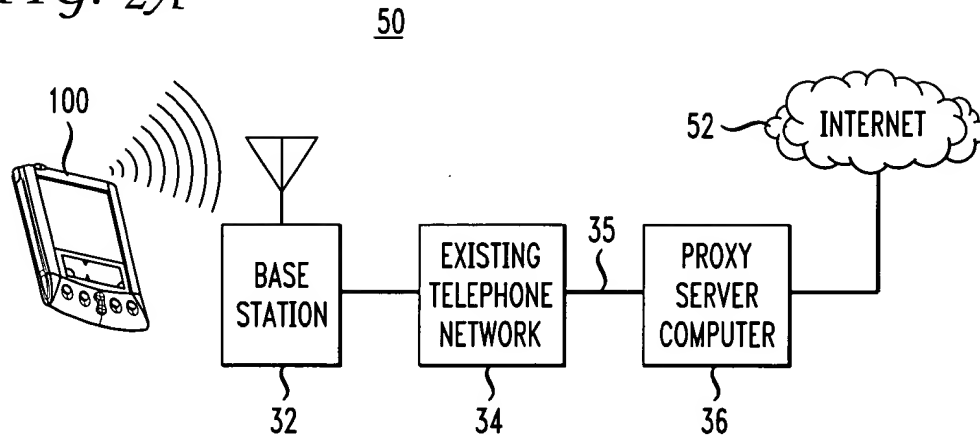 Fig. 2A
50
100
52
INTERNET
BASE
STATION
EXISTING
TELEPHONE
NETWORK
35
PROXY
SERVER
COMPUTER
32
34
36